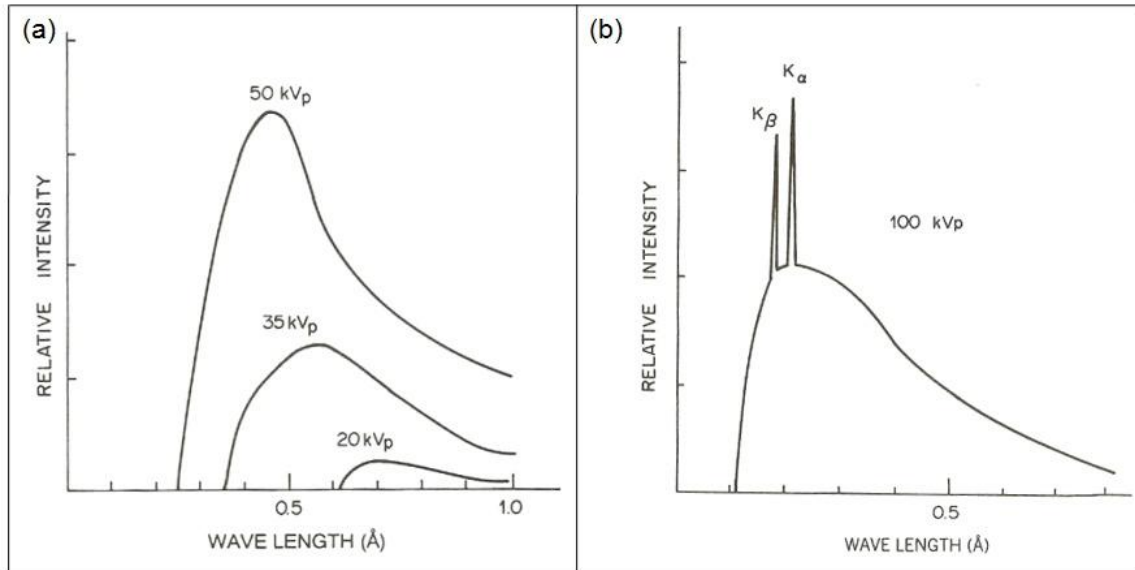 (a)
50 kVp
35 kVp
20 kVp
RELATIVE INTENSITY
0.5
1.0
WAVE LENGTH (Å)
(b)
Kα
Kβ
100 kVp
RELATIVE INTENSITY
0.5
WAVE LENGTH (Å)